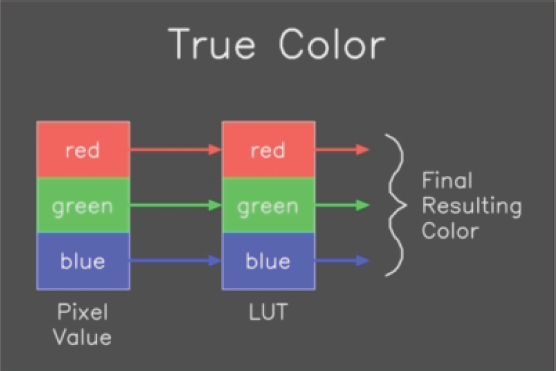 True Color
red
red
green
green
blue
blue
Final
Resulting
Color
Pixel
Value
LUT